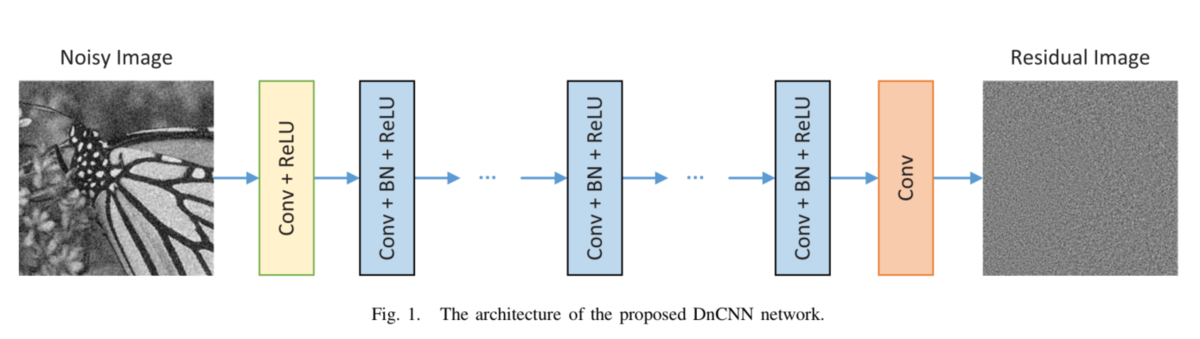 Noisy Image
Residual Image
Conv + ReLU
Conv + BN + ReLU
...
Conv + BN + ReLU
...
Conv + BN + ReLU
Conv
Fig. 1. The architecture of the proposed DnCNN network.